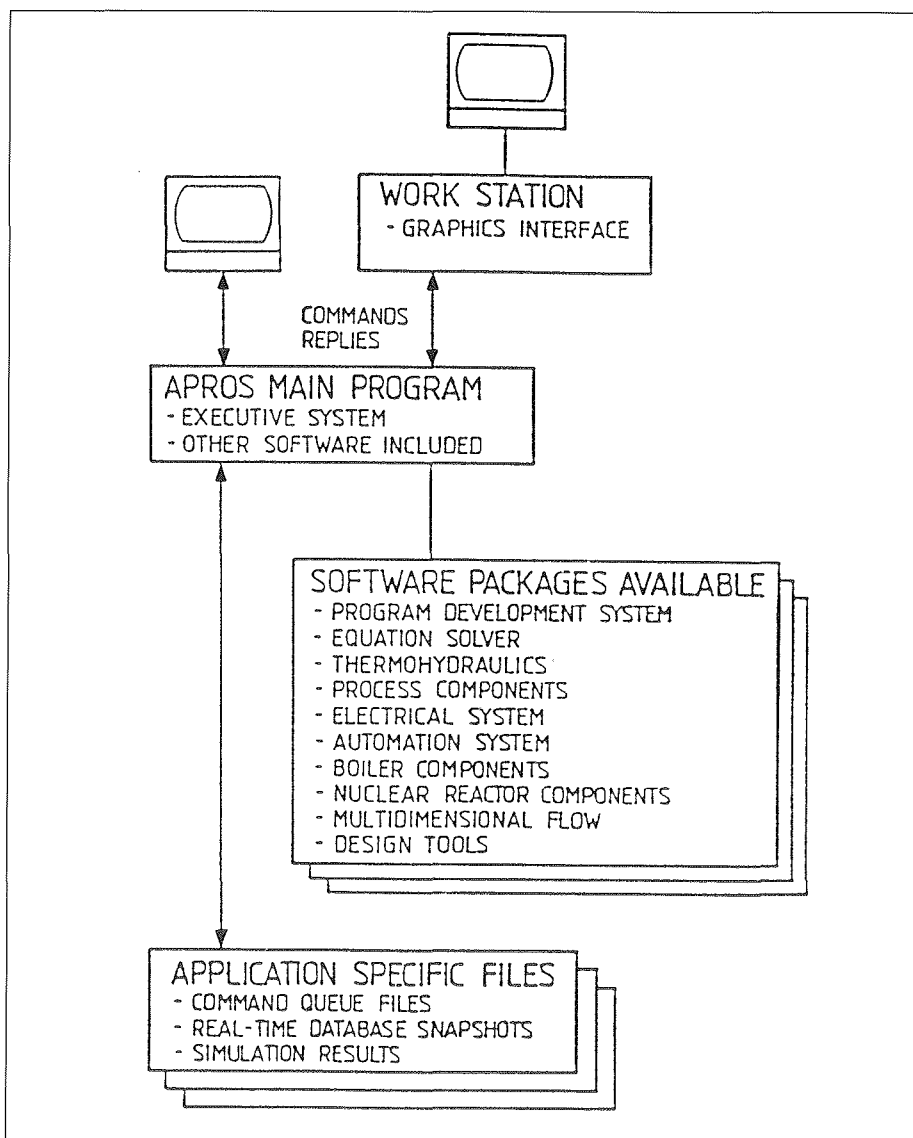 WORK STATION
- GRAPHICS INTERFACE
COMMANDS
REPLIES
APROS MAIN PROGRAM
- EXECUTIVE SYSTEM
- OTHER SOFTWARE INCLUDED
SOFTWARE PACKAGES AVAILABLE
- PROGRAM DEVELOPMENT SYSTEM
- EQUATION SOLVER
- THERMOHYDRAULICS
- PROCESS COMPONENTS
- ELECTRICAL SYSTEM
- AUTOMATION SYSTEM
- BOILER COMPONENTS
- NUCLEAR REACTOR COMPONENTS
- MULTIDIMENSIONAL FLOW
- DESIGN TOOLS
APPLICATION SPECIFIC FILES
- COMMAND QUEUE FILES
- REAL-TIME DATABASE SNAPSHOTS
- SIMULATION RESULTS